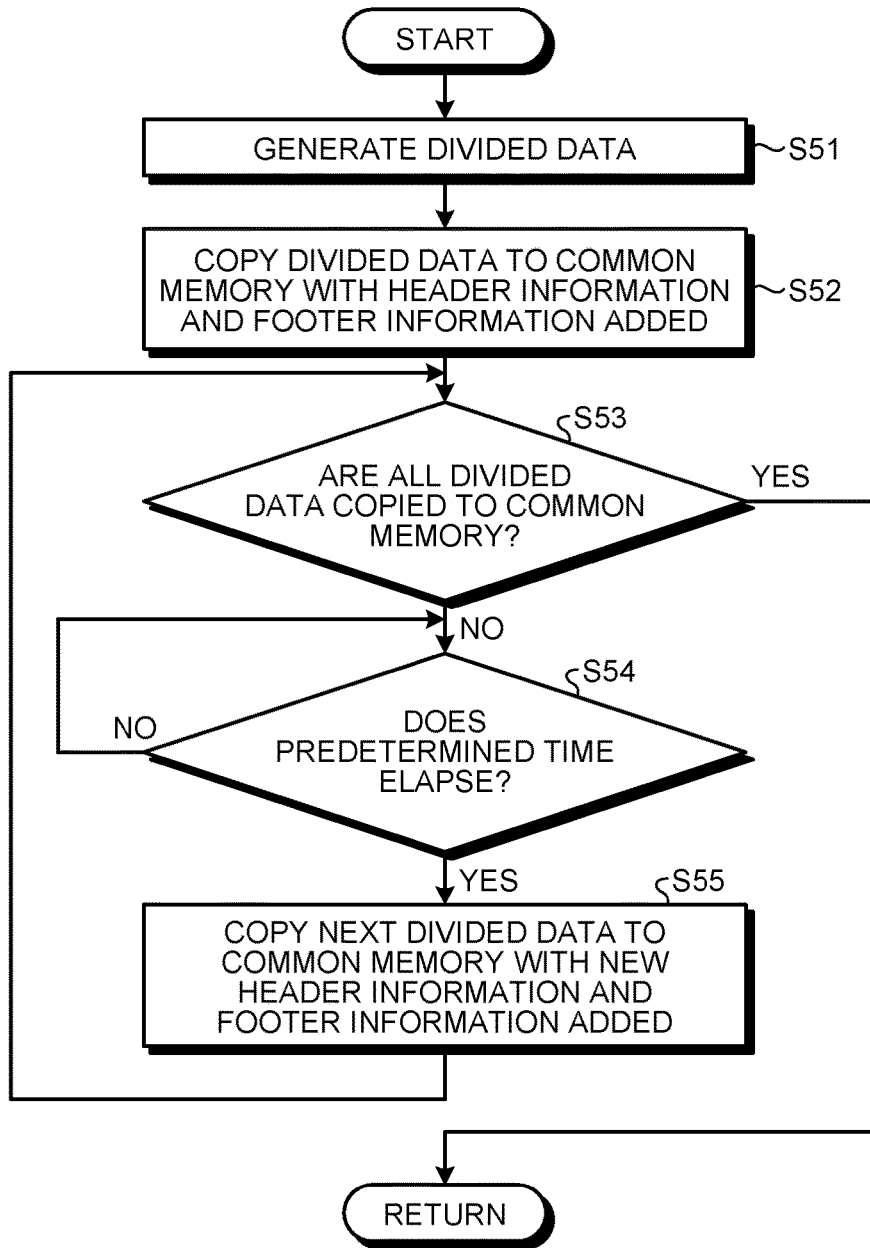 START
GENERATE DIVIDED DATA
S51
COPY DIVIDED DATA TO COMMON
MEMORY WITH HEADER INFORMATION
AND FOOTER INFORMATION ADDED
S52
S53
ARE ALL DIVIDED
DATA COPIED TO COMMON
MEMORY?
YES
NO
S54
DOES
PREDETERMINED TIME
ELAPSE?
NO
YES
S55
COPY NEXT DIVIDED DATA TO
COMMON MEMORY WITH NEW
HEADER INFORMATION AND
FOOTER INFORMATION ADDED
RETURN